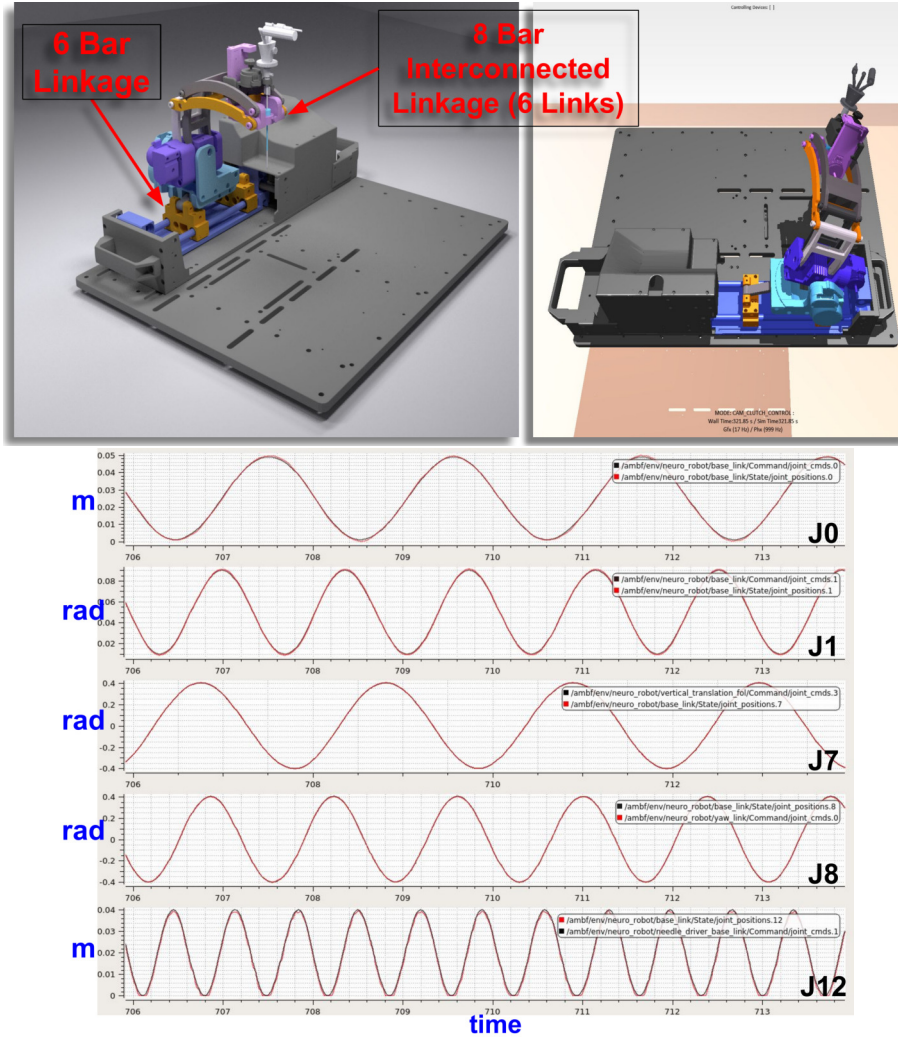 6 Bar
Linkage
8 Bar
Interconnected
Linkage (6 Links)
Controlling Devices: [ ]
MODE: CAM_CLUTCH_CONTROL :
Wall Time:321.85 s / Sim Time:321.85 s
Gfx (17 Hz) / Phx (999 Hz)
m
0.05
0.04
0.03
0.02
0.01
0
/ambf/env/neuro_robot/base_link/Command/joint_cmds.0
/ambf/env/neuro_robot/base_link/State/joint_positions.0
J0
706 707 708 709 710 711 712 713
rad
0.08
0.06
0.04
0.02
/ambf/env/neuro_robot/base_link/Command/joint_cmds.1
/ambf/env/neuro_robot/base_link/State/joint_positions.1
J1
706 707 708 709 710 711 712 713
rad
0.4
0.2
0
-0.2
-0.4
/ambf/env/neuro_robot/vertical_translation_fol/Command/joint_cmds.3
/ambf/env/neuro_robot/base_link/State/joint_positions.7
J7
706 708 710 712
rad
0.4
0.2
0
-0.2
-0.4
/ambf/env/neuro_robot/base_link/State/joint_positions.8
/ambf/env/neuro_robot/yaw_link/Command/joint_cmds.0
J8
706 707 708 709 710 711 712 713
m
0.04
0.03
0.02
0.01
0
/ambf/env/neuro_robot/base_link/State/joint_positions.12
/ambf/env/neuro_robot/needle_driver_base_link/Command/joint_cmds.1
J12
706 707 708 709 710 711 712 713
time